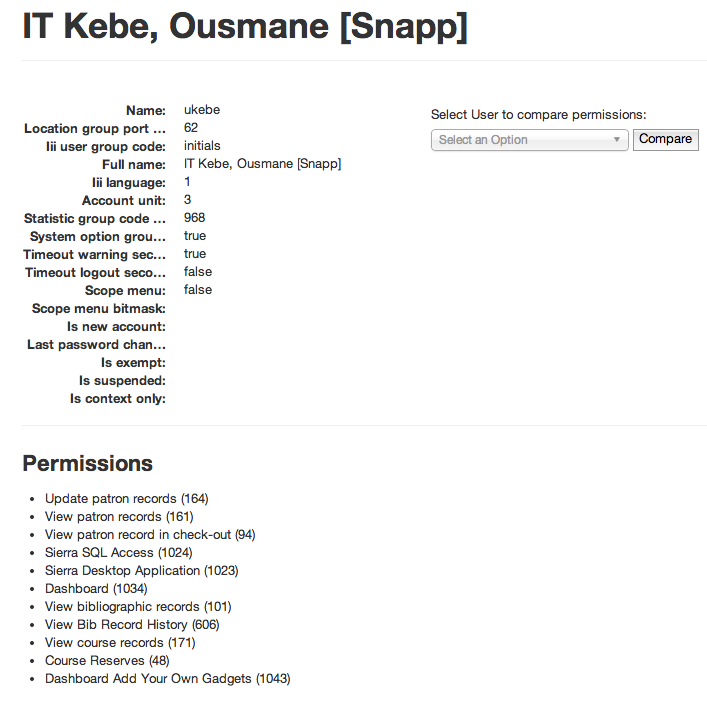 IT Kebe, Ousmane [Snapp]
Name: ukebe
Select User to compare permissions:
Location group port ... 62
Select an Option Compare
Iii user group code: initials
Full name: IT Kebe, Ousmane [Snapp]
Iii language: 1
Account unit: 3
Statistic group code ... 968
System option grou... true
Timeout warning sec... true
Timeout logout seco... false
Scope menu: false
Scope menu bitmask:
Is new account:
Last password chan...
Is exempt:
Is suspended:
Is context only:
Permissions
• Update patron records (164)
• View patron records (161)
• View patron record in check-out (94)
• Sierra SQL Access (1024)
• Sierra Desktop Application (1023)
• Dashboard (1034)
• View bibliographic records (101)
• View Bib Record History (606)
• View course records (171)
• Course Reserves (48)
• Dashboard Add Your Own Gadgets (1043)